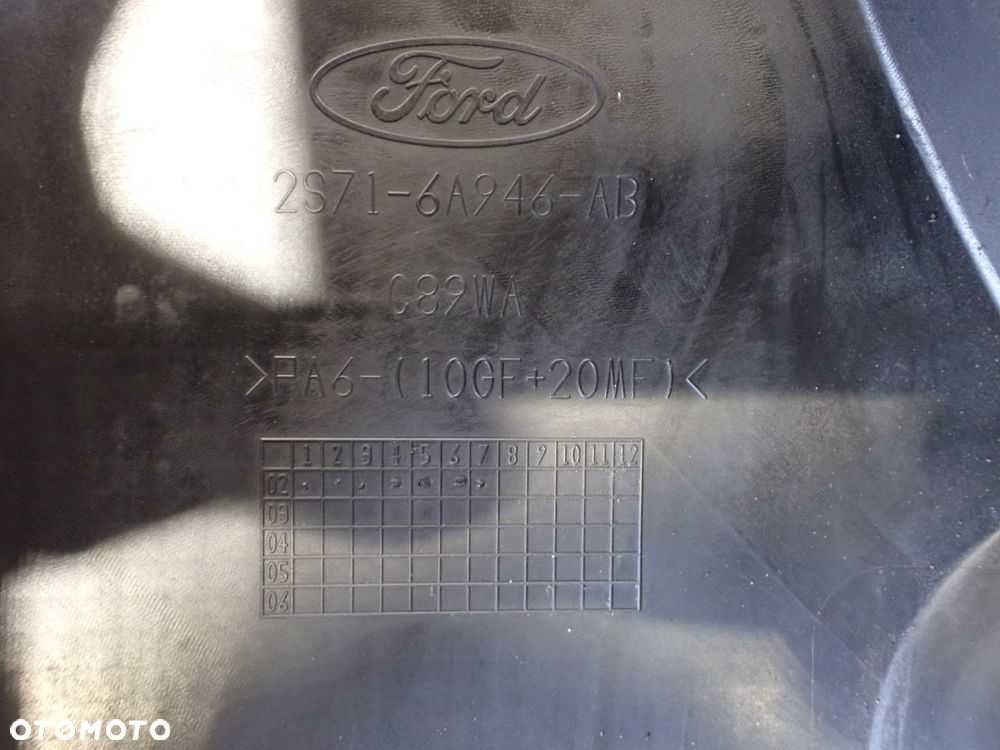 Ford
2S71-6A946-AB
C89WA
>PA6-(10GF+20MF)<
1 2 3 4 5 6 7 8 9 10 11 12
02
03
04
05
06
OTOMOTO